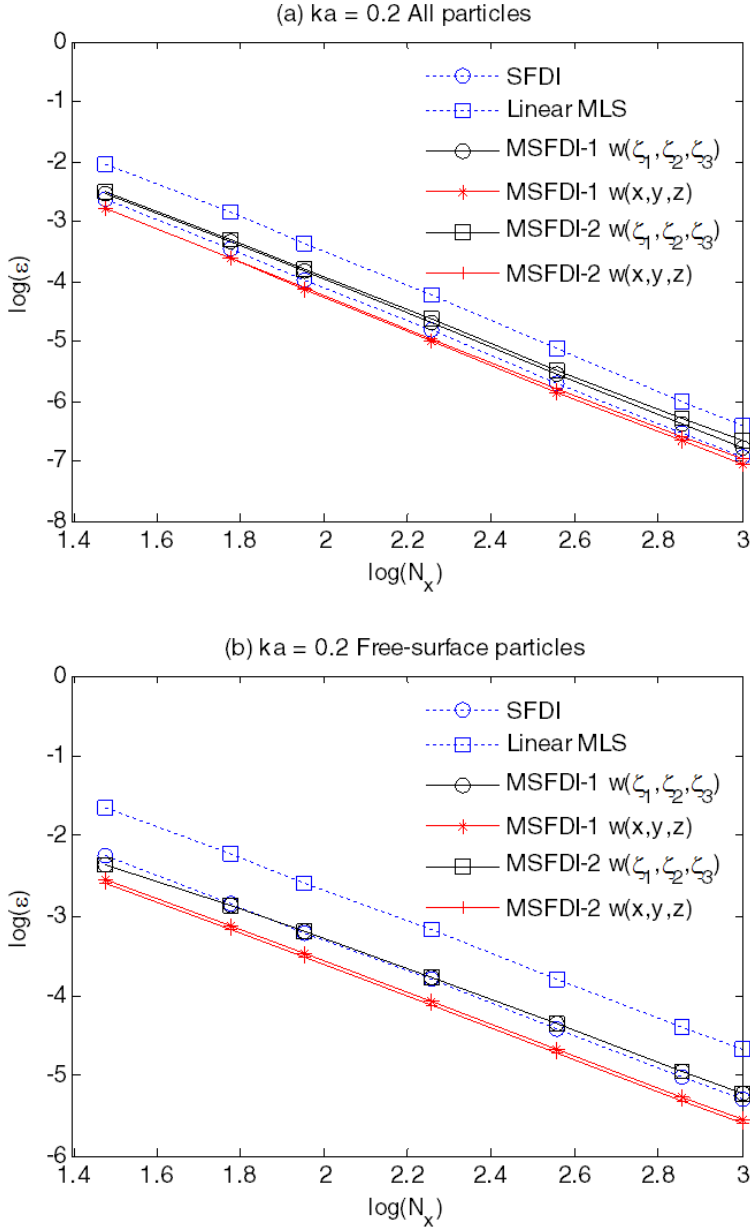 (a) ka = 0.2 All particles
0
-1
-2
-3
-4
-5
-6
-7
-8
log(ε)
SFDI
Linear MLS
MSFDI-1 w(ζ₁,ζ₂,ζ₃)
MSFDI-1 w(x,y,z)
MSFDI-2 w(ζ₁,ζ₂,ζ₃)
MSFDI-2 w(x,y,z)
1.4 1.6 1.8 2 2.2 2.4 2.6 2.8 3
log(Nₓ)
(b) ka = 0.2 Free-surface particles
0
-1
-2
-3
-4
-5
-6
log(ε)
SFDI
Linear MLS
MSFDI-1 w(ζ₁,ζ₂,ζ₃)
MSFDI-1 w(x,y,z)
MSFDI-2 w(ζ₁,ζ₂,ζ₃)
MSFDI-2 w(x,y,z)
1.4 1.6 1.8 2 2.2 2.4 2.6 2.8 3
log(Nₓ)